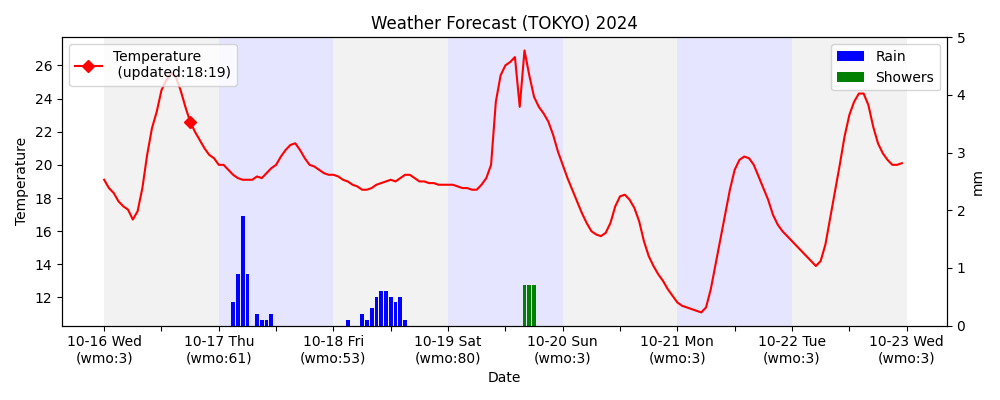 Weather Forecast (TOKYO) 2024
Temperature
(updated:18:19)
Rain
Showers
Temperature
26
24
22
20
18
16
14
12
5
4
3
2
1
0
mm
10-16 Wed
(wmo:3)
10-17 Thu
(wmo:61)
10-18 Fri
(wmo:53)
10-19 Sat
(wmo:80)
10-20 Sun
(wmo:3)
10-21 Mon
(wmo:3)
10-22 Tue
(wmo:3)
10-23 Wed
(wmo:3)
Date